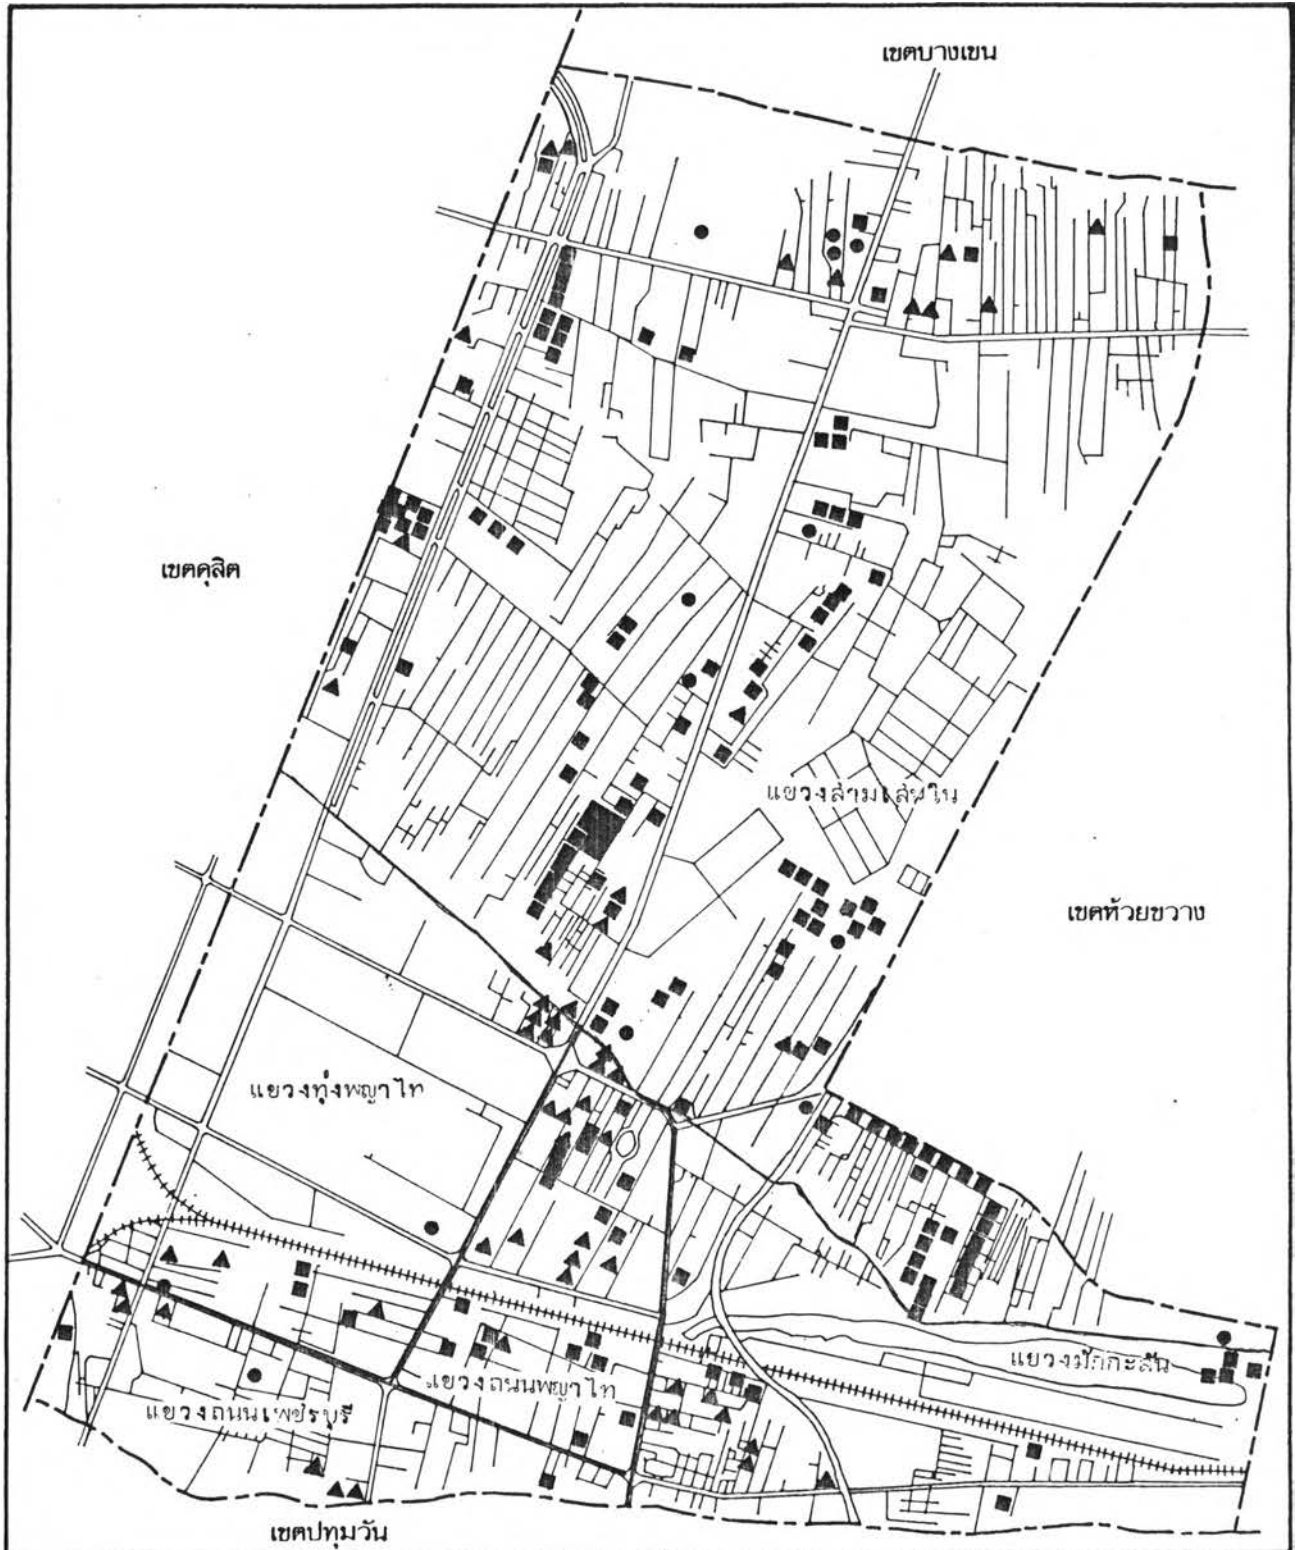 เขตบางเขน
เขตดุสิต
แขวงสามเสนใน
เขตห้วยขวาง
แขวงทุ่งพญาไท
แขวงมักกะสัน
แขวงถนนพญาไท
แขวงถนนเพชรบุรี
เขตปทุมวัน